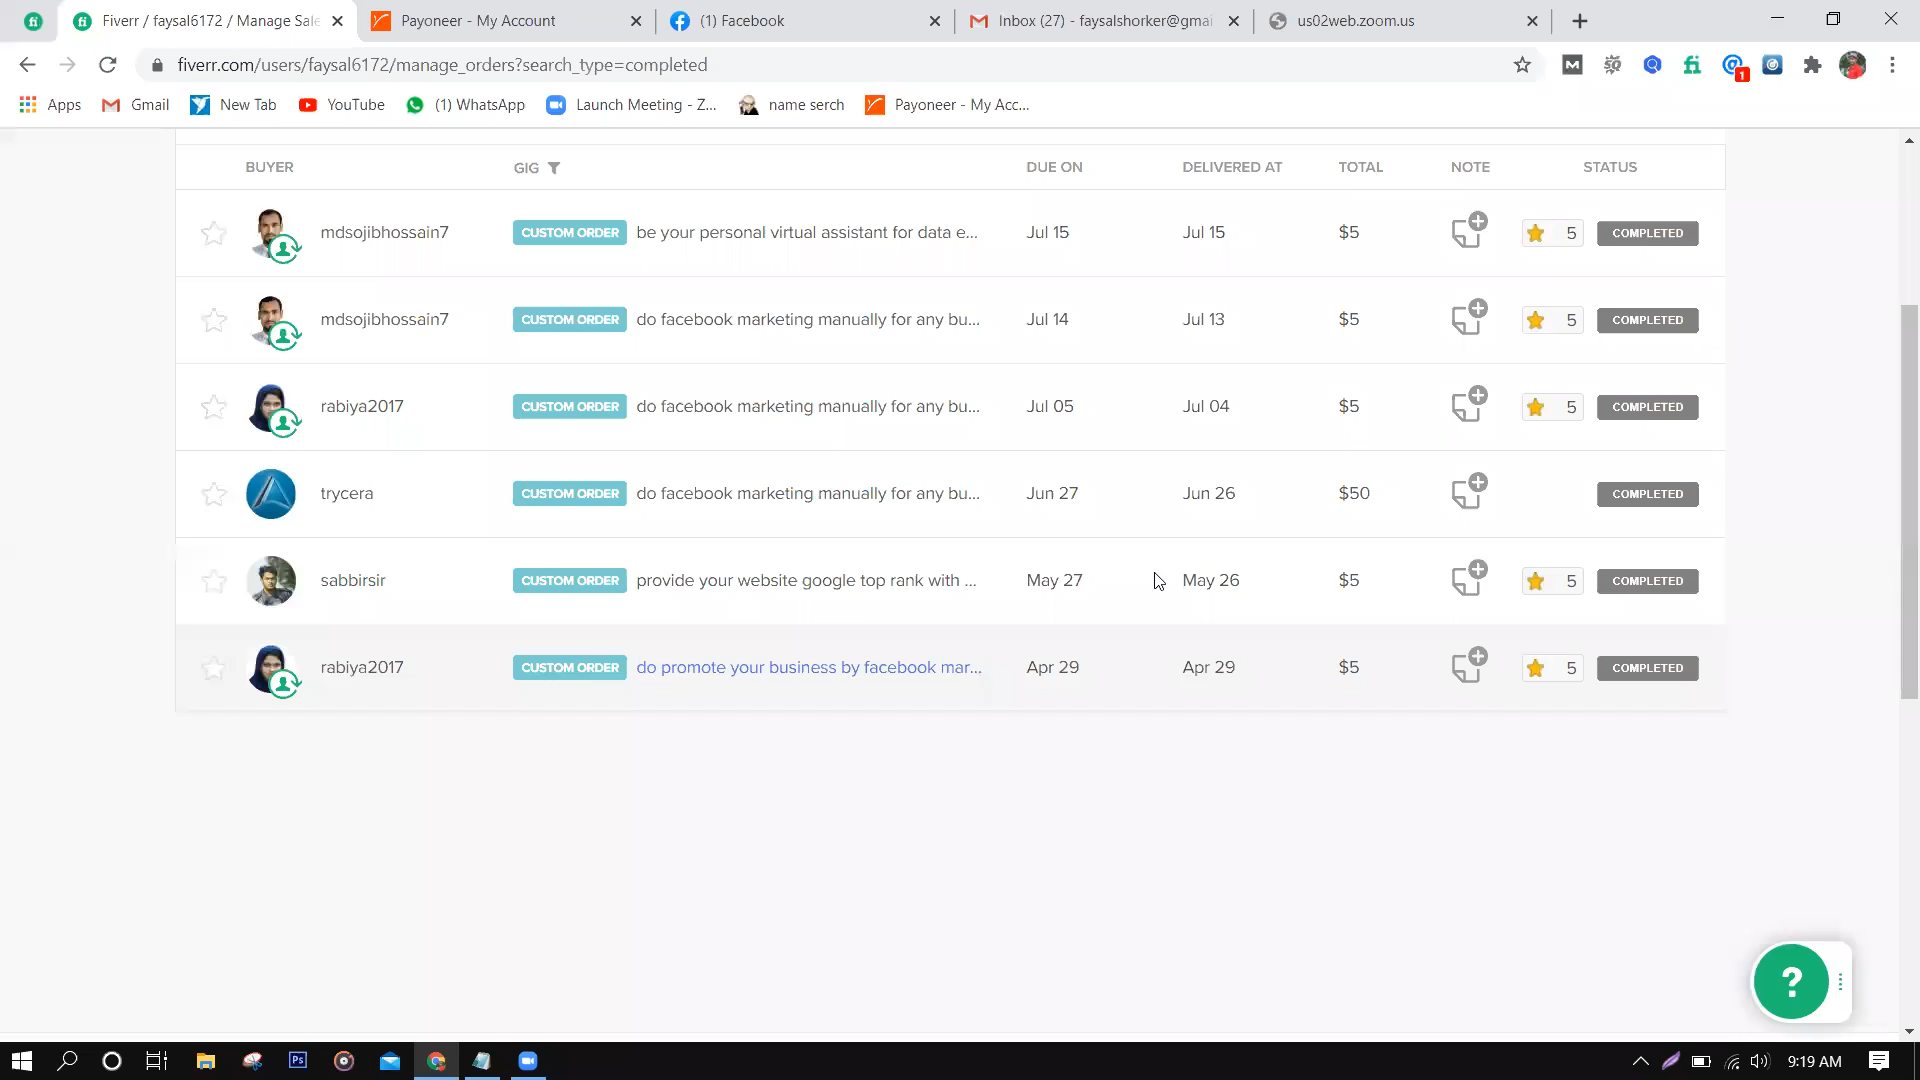 Fiverr / faysal6172 / Manage Sale
Payoneer - My Account
(1) Facebook
Inbox (27) - faysalshorker@gmai
us02web.zoom.us
fiverr.com/users/faysal6172/manage_orders?search_type=completed
1
Apps
Gmail
New Tab
YouTube
(1) WhatsApp
Launch Meeting - Z...
name serch
Payoneer - My Acc...
BUYER GIG DUE ON DELIVERED AT TOTAL NOTE STATUS
mdsojibhossain7 CUSTOM ORDER be your personal virtual assistant for data e... Jul 15 Jul 15 $5 5 COMPLETED
mdsojibhossain7 CUSTOM ORDER do facebook marketing manually for any bu... Jul 14 Jul 13 $5 5 COMPLETED
rabiya2017 CUSTOM ORDER do facebook marketing manually for any bu... Jul 05 Jul 04 $5 5 COMPLETED
trycera CUSTOM ORDER do facebook marketing manually for any bu... Jun 27 Jun 26 $50 COMPLETED
sabbirsir CUSTOM ORDER provide your website google top rank with ... May 27 May 26 $5 5 COMPLETED
rabiya2017 CUSTOM ORDER do promote your business by facebook mar... Apr 29 Apr 29 $5 5 COMPLETED
?
9:19 AM